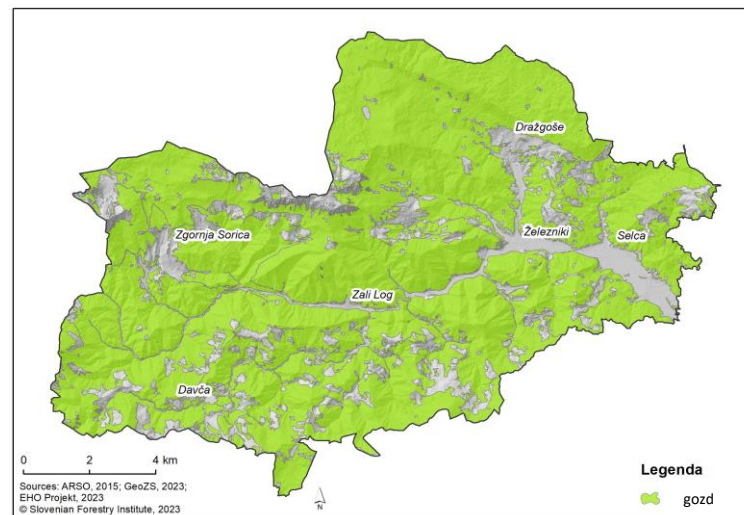 Dražgoše
Zgornja Sorica
Železniki
Selca
Zali Log
Davča
0 2 4 km
Sources: ARSO, 2015; GeoZS, 2023;
EHO Projekt, 2023
© Slovenian Forestry Institute, 2023
N
Legenda
gozd